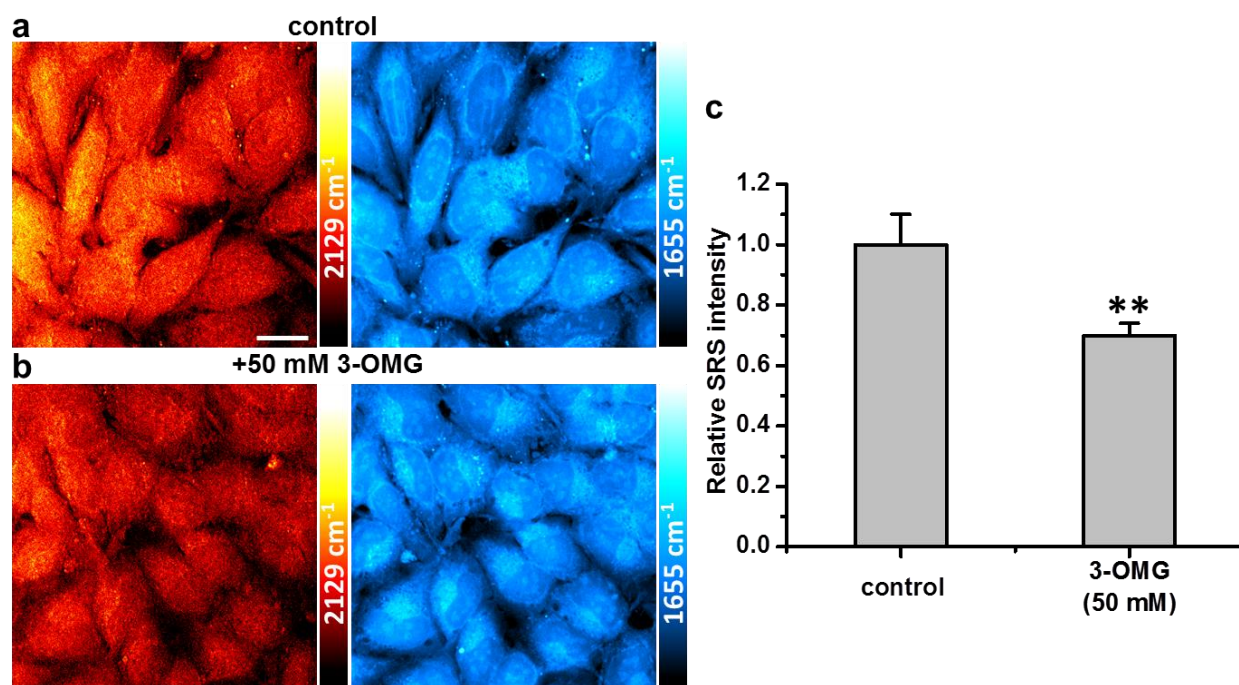 a
control
2129 cm⁻¹
1655 cm⁻¹
b
+50 mM 3-OMG
2129 cm⁻¹
1655 cm⁻¹
c
Relative SRS intensity
1.2
1.0
0.8
0.6
0.4
0.2
0.0
**
control
3-OMG
(50 mM)